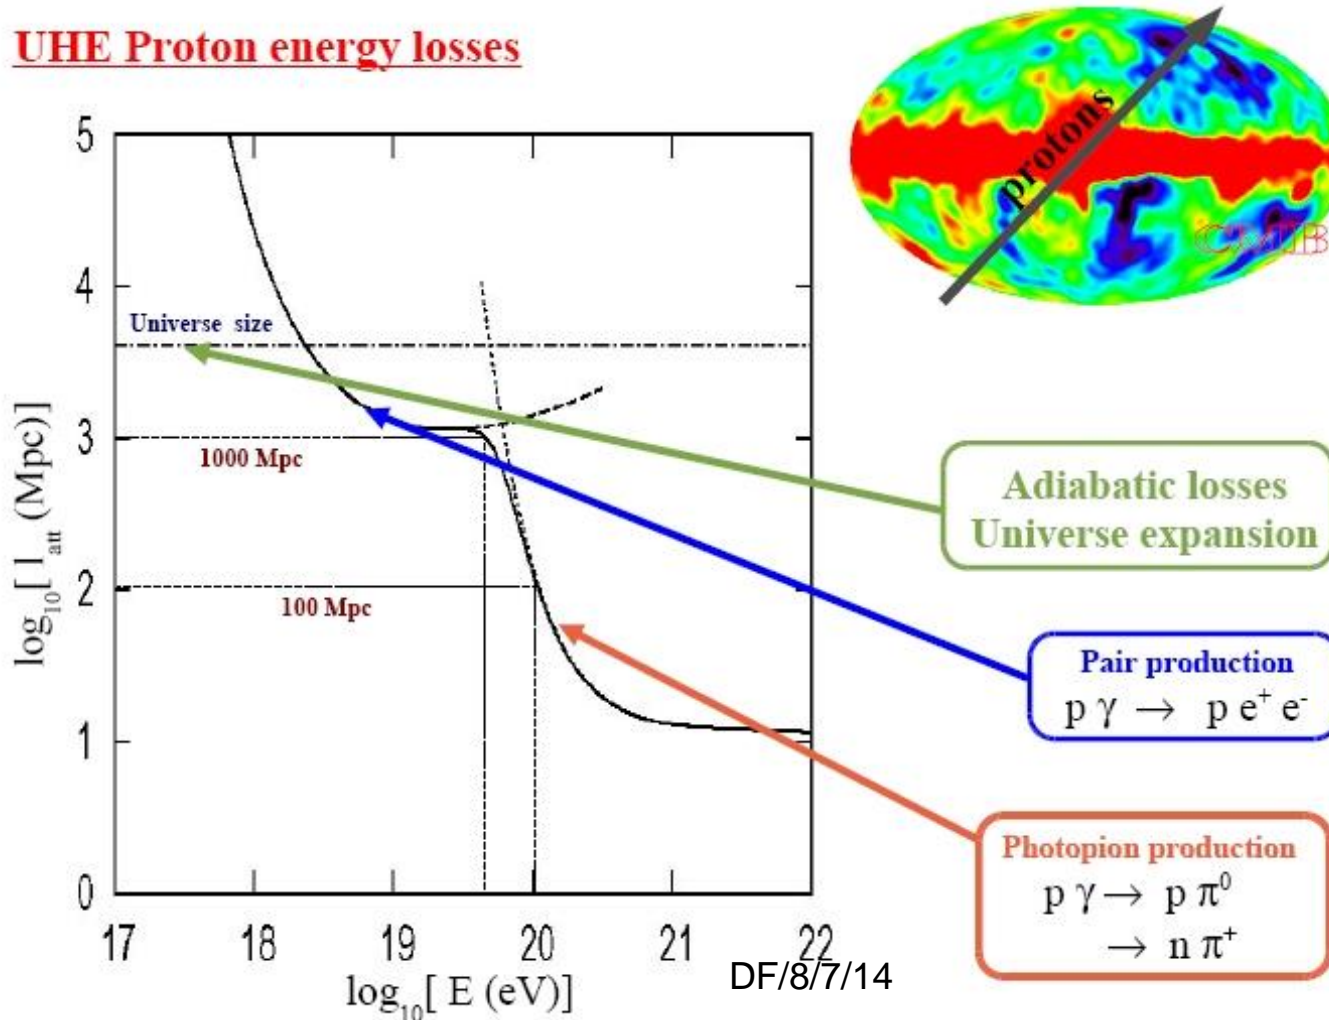 UHE Proton energy losses
protons
CMB
5
4
3
2
1
0
Universe size
1000 Mpc
100 Mpc
log₁₀[ l_att (Mpc)]
17 18 19 20 21 22
log₁₀[ E (eV)]
DF/8/7/14
Adiabatic losses
Universe expansion
Pair production
p γ → p e⁺ e⁻
Photopion production
p γ → p π⁰
→ n π⁺